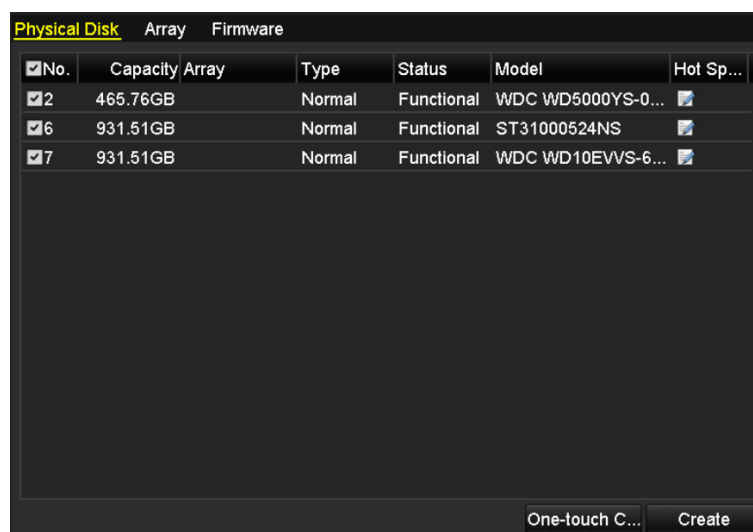 Physical Disk Array Firmware
No. Capacity Array Type Status Model Hot Sp...
2 465.76GB Normal Functional WDC WD5000YS-0...
6 931.51GB Normal Functional ST31000524NS
7 931.51GB Normal Functional WDC WD10EVVS-6...
One-touch C... Create